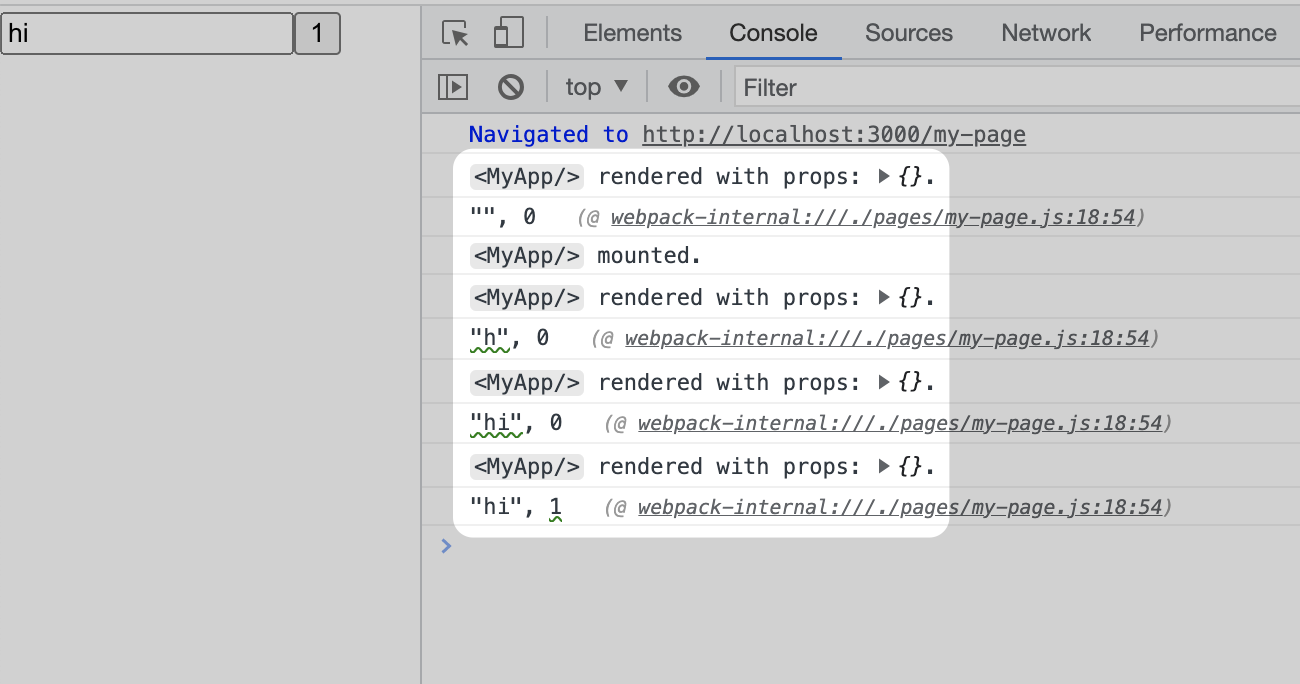 hi 1
Elements Console Sources Network Performance
top ▼ Filter
Navigated to http://localhost:3000/my-page
<MyApp/> rendered with props: ▶ {}.
"", 0 (@ webpack-internal:///./pages/my-page.js:18:54)
<MyApp/> mounted.
<MyApp/> rendered with props: ▶ {}.
"h", 0 (@ webpack-internal:///./pages/my-page.js:18:54)
<MyApp/> rendered with props: ▶ {}.
"hi", 0 (@ webpack-internal:///./pages/my-page.js:18:54)
<MyApp/> rendered with props: ▶ {}.
"hi", 1 (@ webpack-internal:///./pages/my-page.js:18:54)